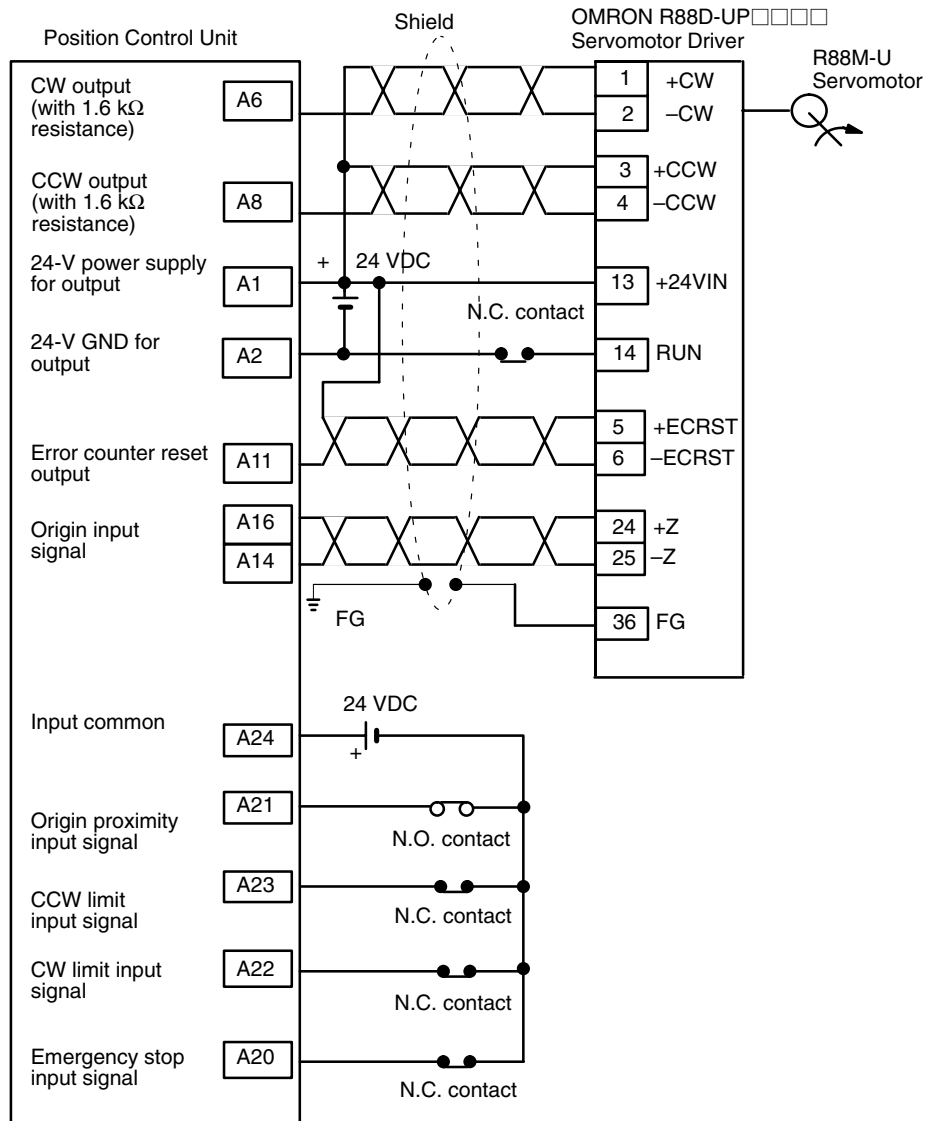 Position Control Unit
Shield
OMRON R88D-UP□□□□
Servomotor Driver
R88M-U
Servomotor
CW output
(with 1.6 kΩ
resistance)
A6
1
+CW
2
–CW
CCW output
(with 1.6 kΩ
resistance)
A8
3
+CCW
4
–CCW
24-V power supply
for output
A1
+
24 VDC
13
+24VIN
N.C. contact
24-V GND for
output
A2
14
RUN
Error counter reset
output
A11
5
+ECRST
6
–ECRST
Origin input
signal
A16
A14
24
+Z
25
–Z
FG
36
FG
24 VDC
Input common
A24
+
Origin proximity
input signal
A21
N.O. contact
CCW limit
input signal
A23
N.C. contact
CW limit input
signal
A22
N.C. contact
Emergency stop
input signal
A20
N.C. contact